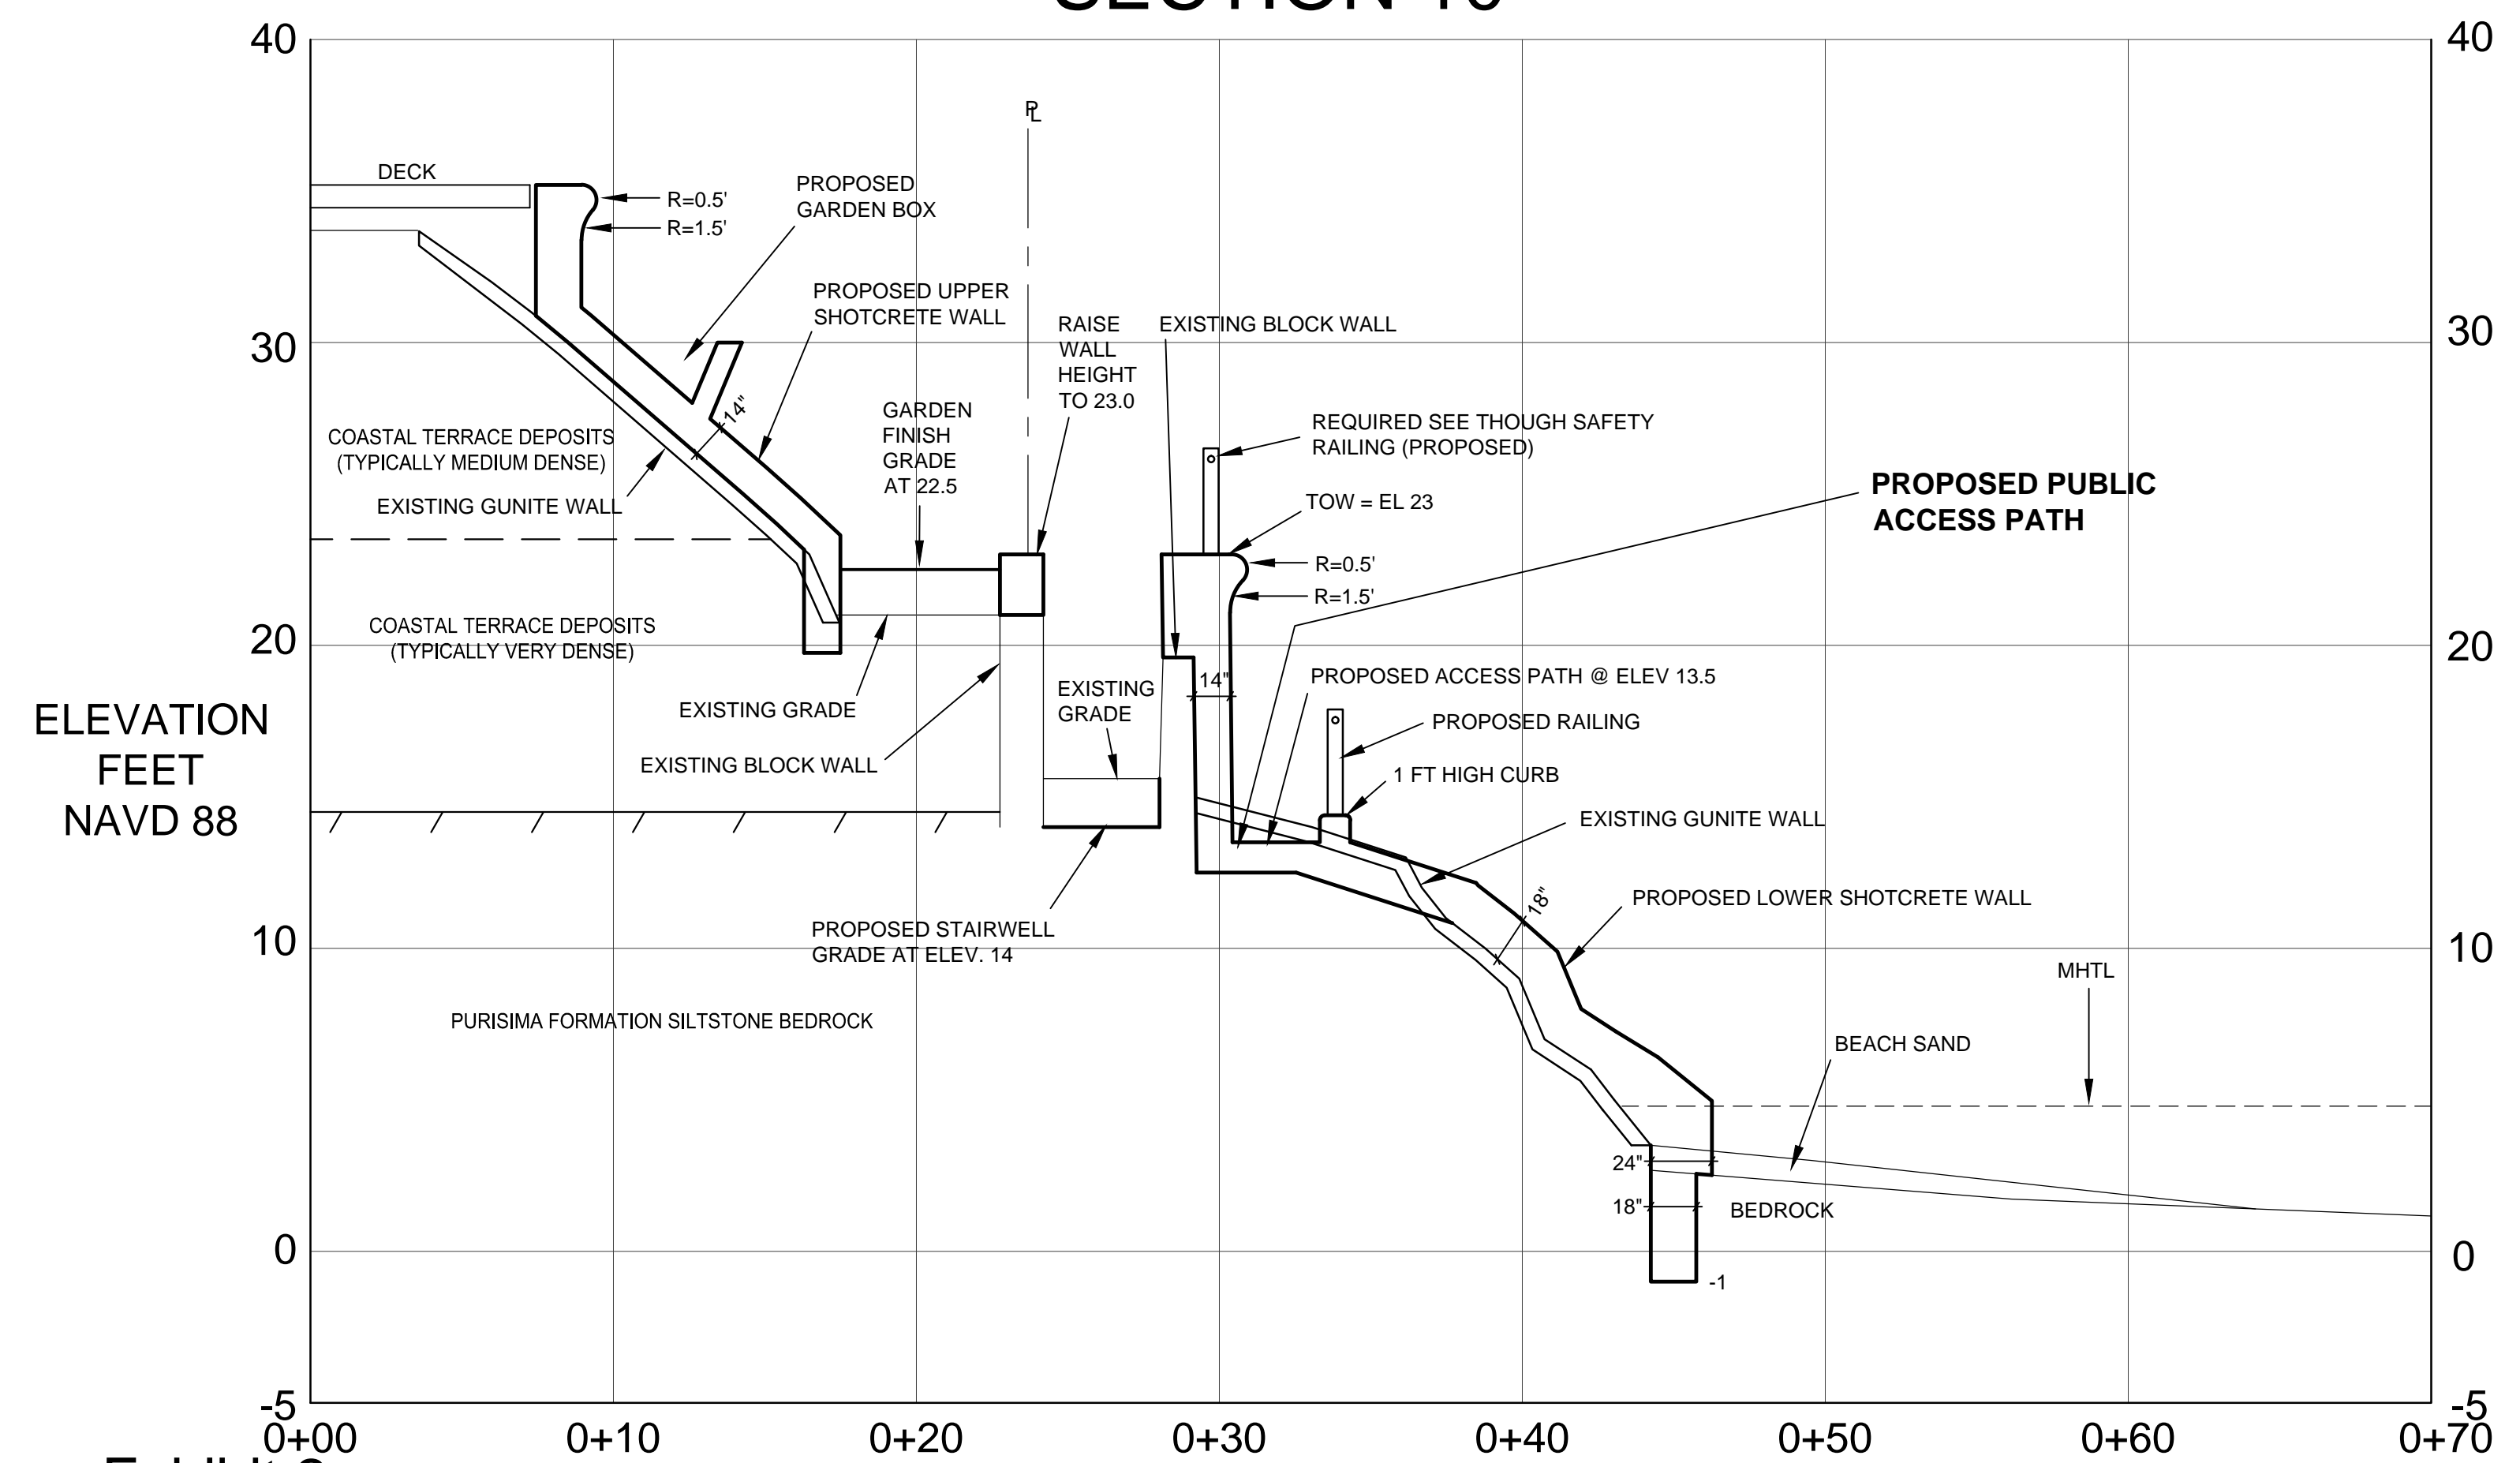 40
40
℄
DECK
R=0.5'
R=1.5'
PROPOSED
GARDEN BOX
PROPOSED UPPER
SHOTCRETE WALL
RAISE
WALL
HEIGHT
TO 23.0
EXISTING BLOCK WALL
30
30
14"
GARDEN
FINISH
GRADE
AT 22.5
REQUIRED SEE THOUGH SAFETY
RAILING (PROPOSED)
COASTAL TERRACE DEPOSITS
(TYPICALLY MEDIUM DENSE)
EXISTING GUNITE WALL
TOW = EL 23
PROPOSED PUBLIC
ACCESS PATH
R=0.5'
R=1.5'
COASTAL TERRACE DEPOSITS
(TYPICALLY VERY DENSE)
20
20
14"
PROPOSED ACCESS PATH @ ELEV 13.5
EXISTING
GRADE
EXISTING GRADE
PROPOSED RAILING
ELEVATION
FEET
NAVD 88
EXISTING BLOCK WALL
1 FT HIGH CURB
EXISTING GUNITE WALL
18"
PROPOSED LOWER SHOTCRETE WALL
PROPOSED STAIRWELL
GRADE AT ELEV. 14
10
10
MHTL
PURISIMA FORMATION SILTSTONE BEDROCK
BEACH SAND
24"
18"
BEDROCK
0
0
-1
-5
-5
0+00
0+10
0+20
0+30
0+40
0+50
0+60
0+70